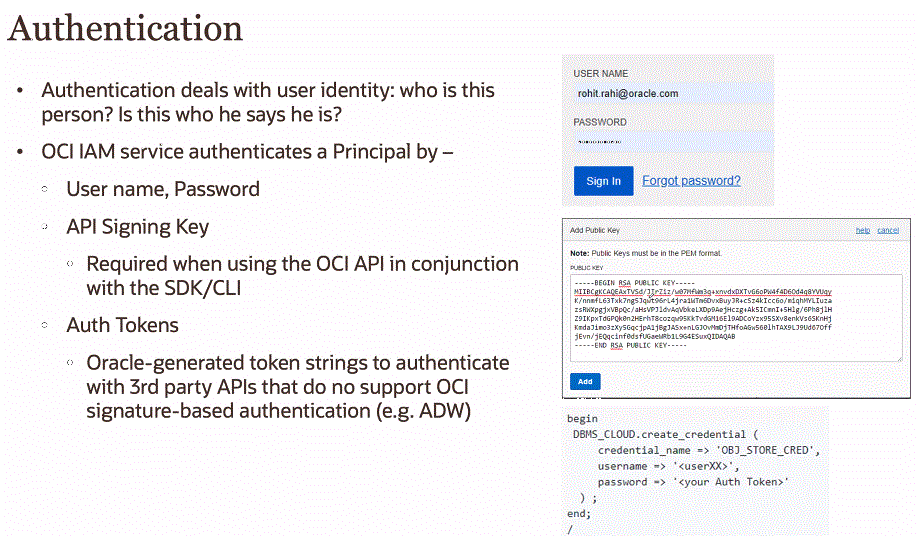 Authentication
• Authentication deals with user identity: who is this
person? Is this who he says he is?
• OCI IAM service authenticates a Principal by –
○ User name, Password
○ API Signing Key
○ Required when using the OCI API in conjunction
with the SDK/CLI
○ Auth Tokens
○ Oracle-generated token strings to authenticate
with 3rd party APIs that do no support OCI
signature-based authentication (e.g. ADW)
USER NAME
rohit.rahi@oracle.com
PASSWORD
Sign In Forgot password?
Add Public Key help cancel
Note: Public Keys must be in the PEM format.
PUBLIC KEY
-----BEGIN RSA PUBLIC KEY-----
-----END RSA PUBLIC KEY-----
Add
begin
DBMS_CLOUD.create_credential (
credential_name => 'OBJ_STORE_CRED',
username => '<userXX>',
password => '<your Auth Token>'
) ;
end;
/